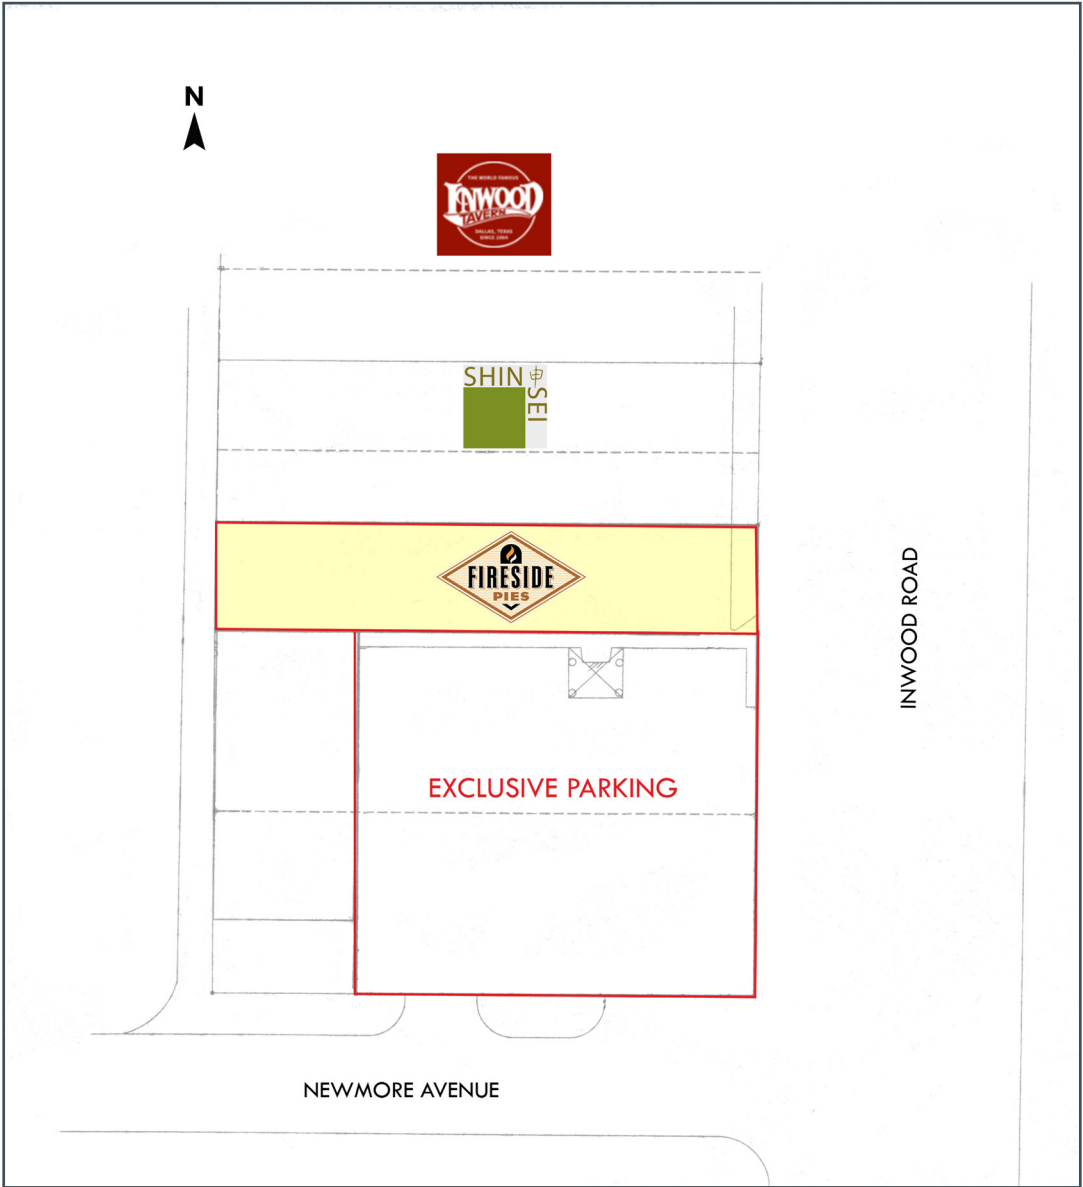 N
THE WORLD FAMOUS
INWOOD
TAVERN
DALLAS, TEXAS
SINCE 1964
SHIN 申
SEI
FIRESIDE
PIES
INWOOD ROAD
EXCLUSIVE PARKING
NEWMORE AVENUE